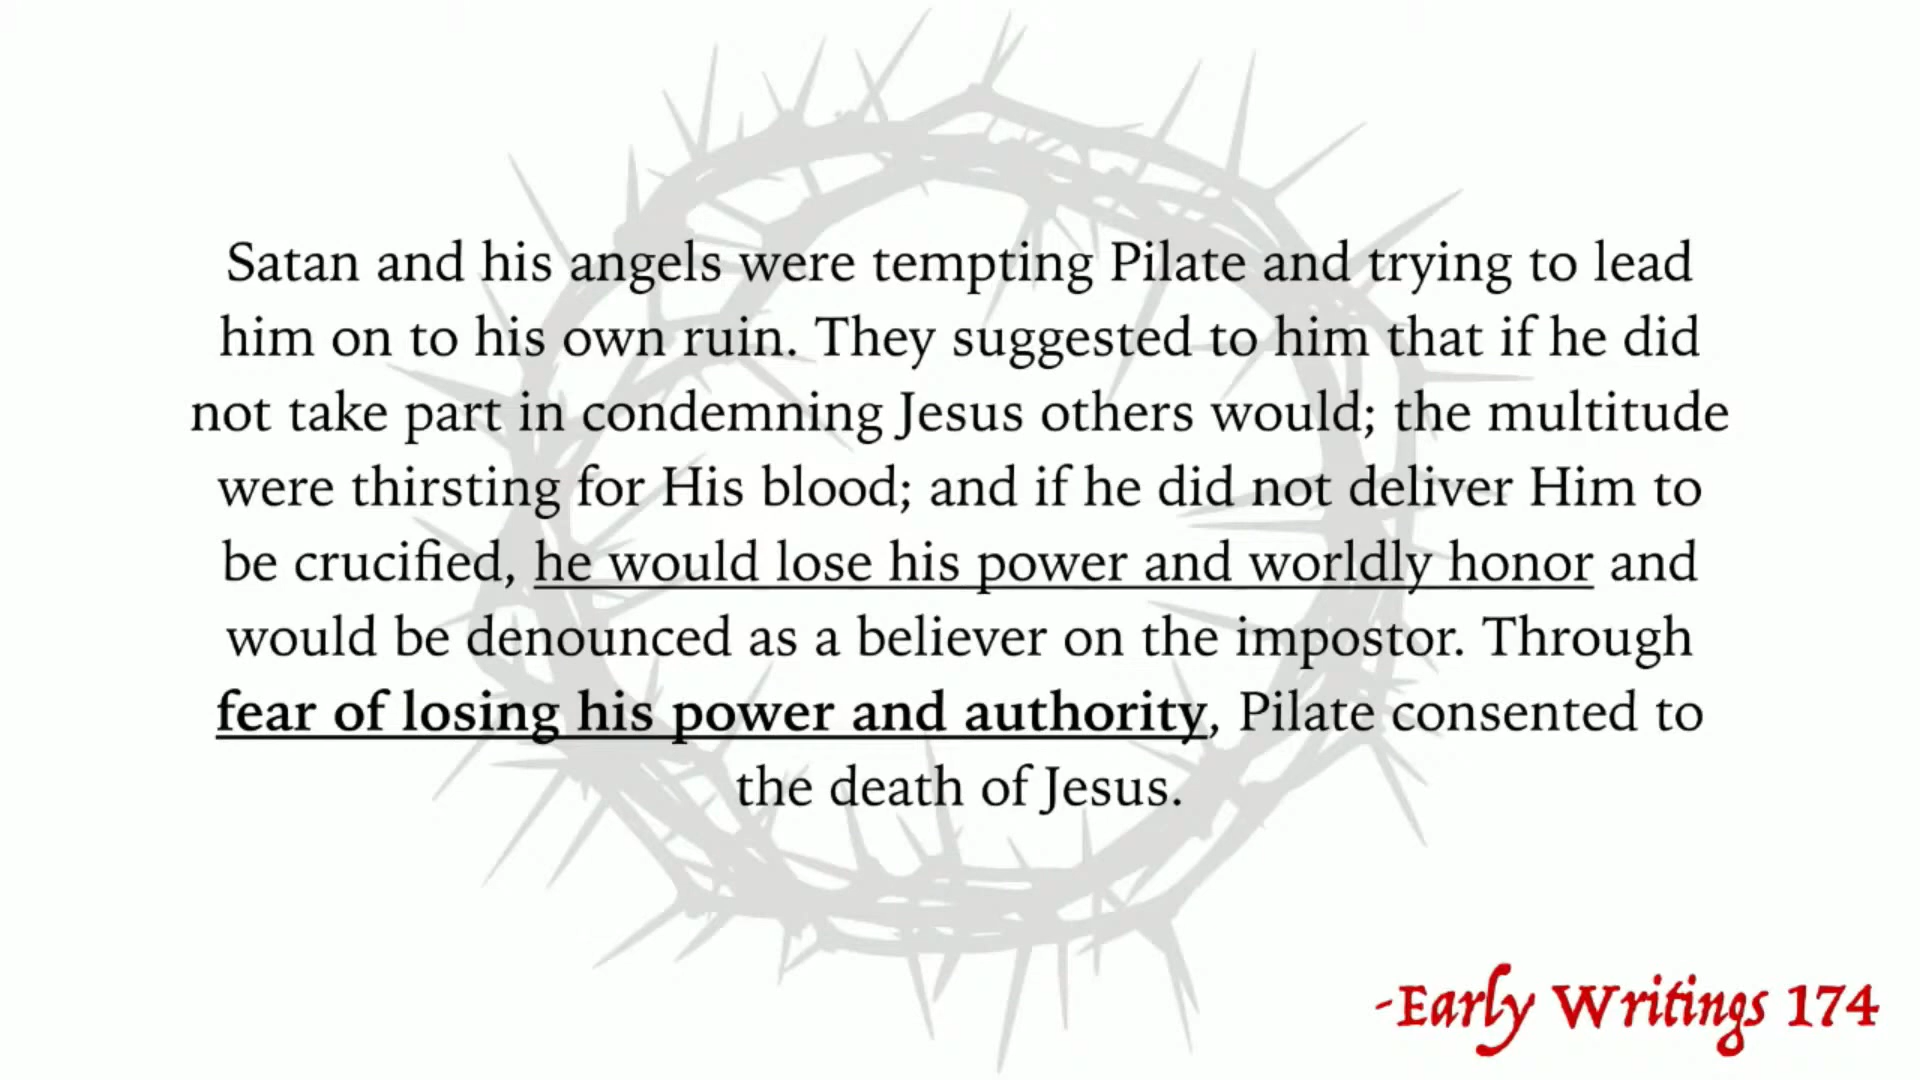 Satan and his angels were tempting Pilate and trying to lead
him on to his own ruin. They suggested to him that if he did
not take part in condemning Jesus others would; the multitude
were thirsting for His blood; and if he did not deliver Him to
be crucified, he would lose his power and worldly honor and
would be denounced as a believer on the impostor. Through
fear of losing his power and authority, Pilate consented to
the death of Jesus.
-Early Writings 174